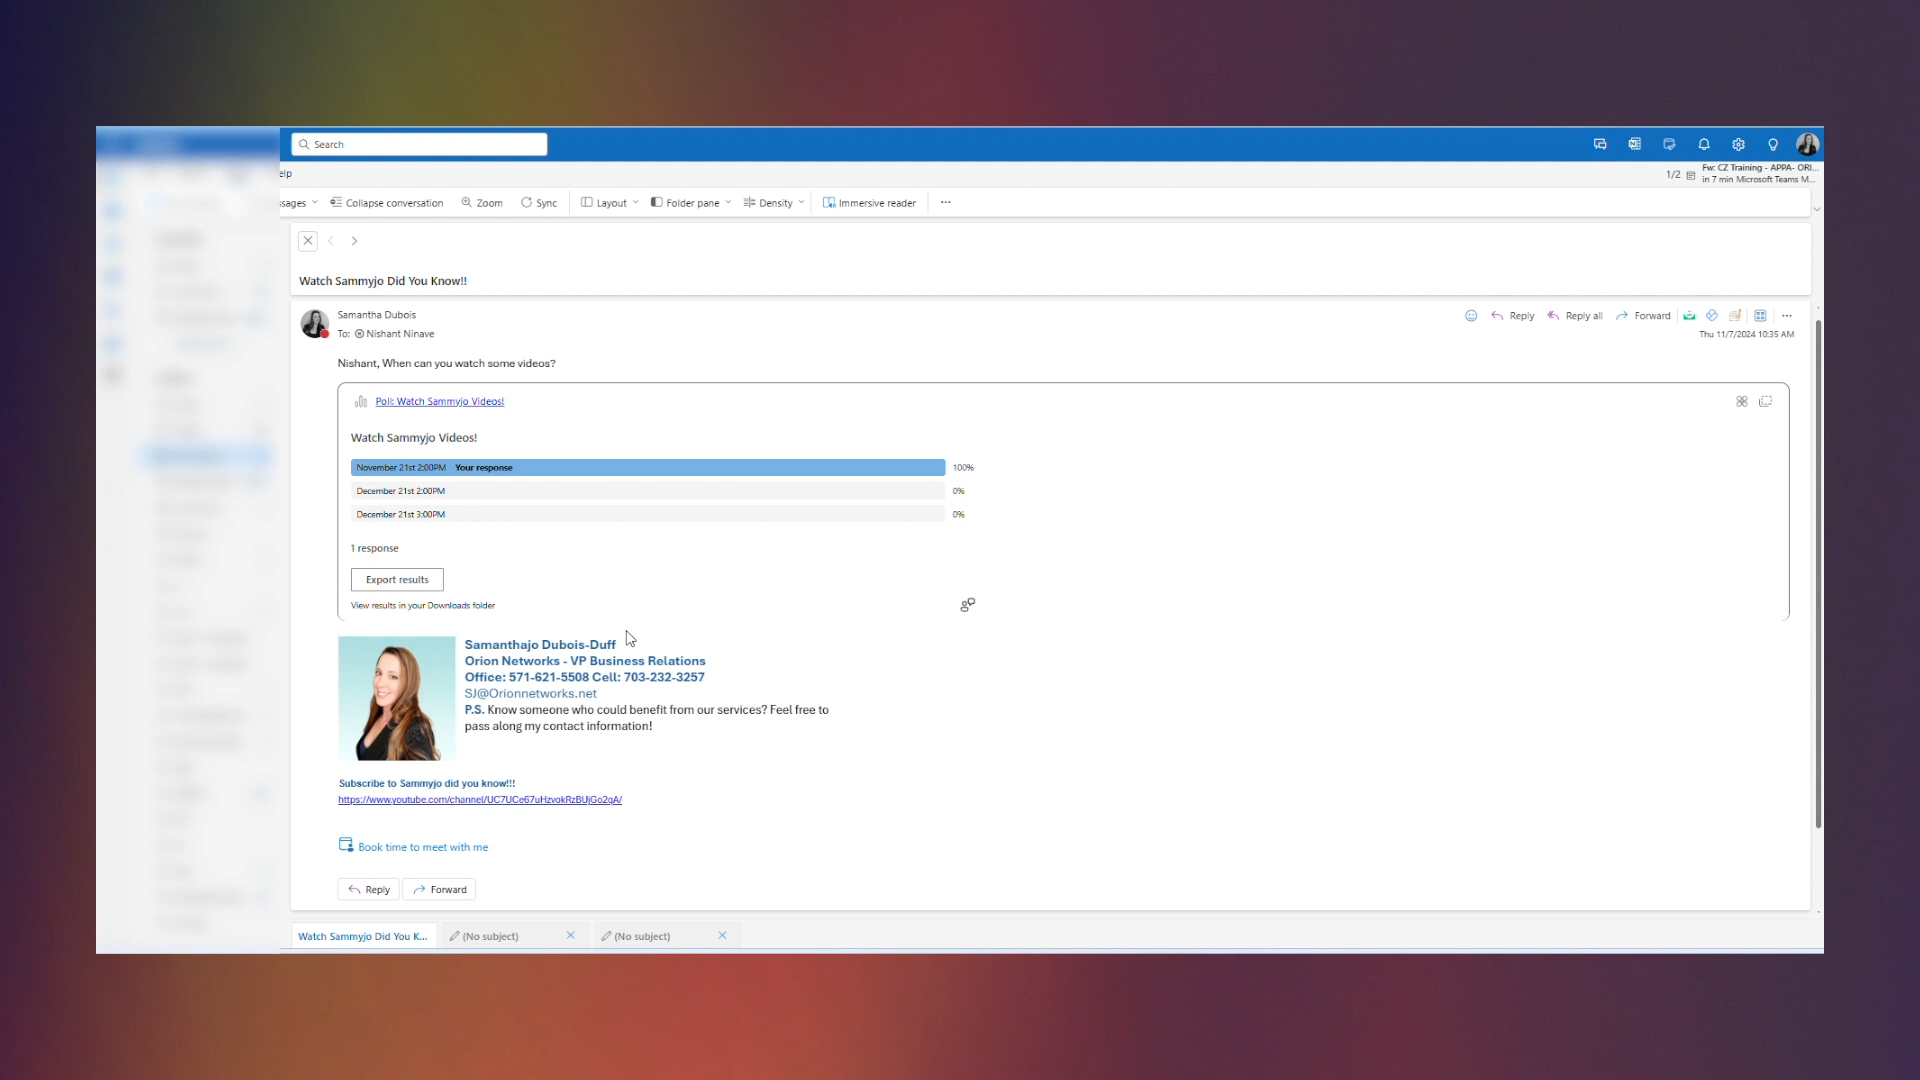 Search
elp
1/2
Fw: CZ Training - APPA- ORI...
in 7 min Microsoft Teams M...
ssages
Collapse conversation
Zoom
Sync
Layout
Folder pane
Density
Immersive reader
Watch Sammyjo Did You Know!!
Samantha Dubois
Reply
Reply all
Forward
To: Nishant Ninave
Thu 11/7/2024 10:35 AM
Nishant, When can you watch some videos?
Poll: Watch Sammyjo Videos!
Watch Sammyjo Videos!
November 21st 2:00PM Your response 100%
December 21st 2:00PM 0%
December 21st 3:00PM 0%
1 response
Export results
View results in your Downloads folder
Samanthajo Dubois-Duff
Orion Networks - VP Business Relations
Office: 571-621-5508 Cell: 703-232-3257
SJ@Orionnetworks.net
P.S. Know someone who could benefit from our services? Feel free to
pass along my contact information!
Subscribe to Sammyjo did you know!!!
https://www.youtube.com/channel/UC7UCe67uHzvokRzBUjGo2qA/
Book time to meet with me
Reply
Forward
Watch Sammyjo Did You K...
(No subject)
(No subject)